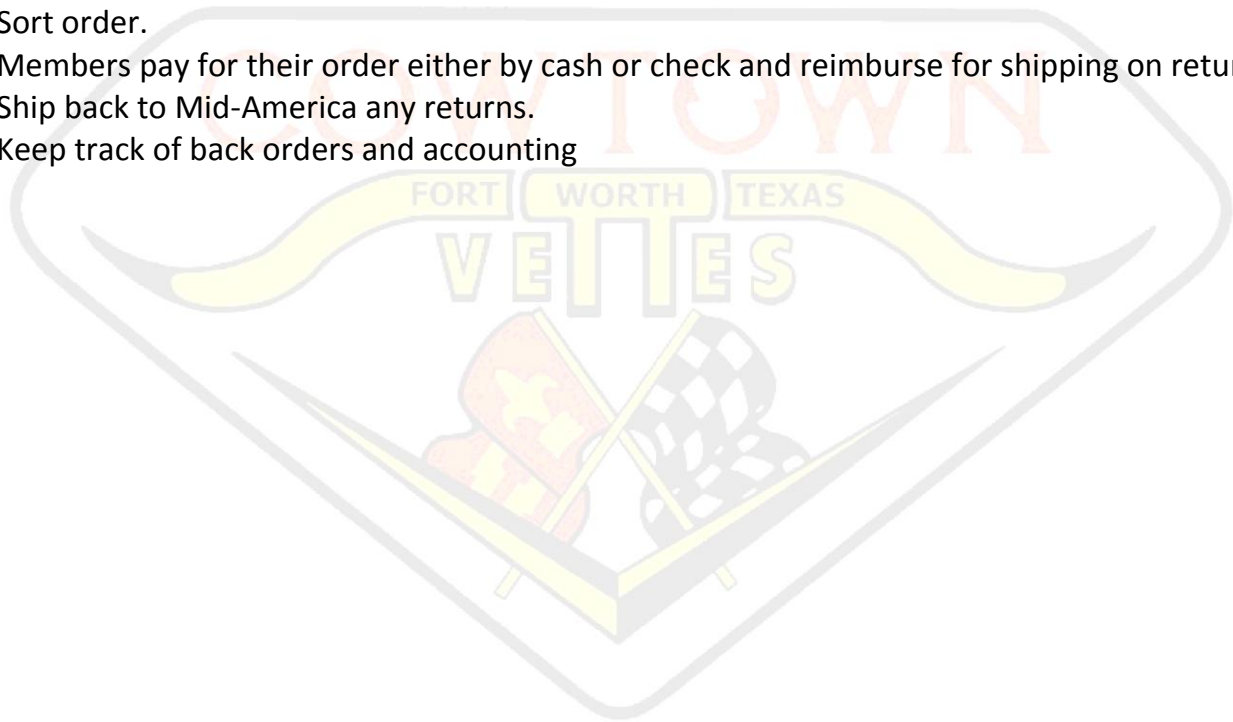 Sort order.
Members pay for their order either by cash or check and reimburse for shipping on
Ship back to Mid-America any returns.
Keep track of back orders and accounting
COWTOWN
FORT WORTH TEXAS
VETTES